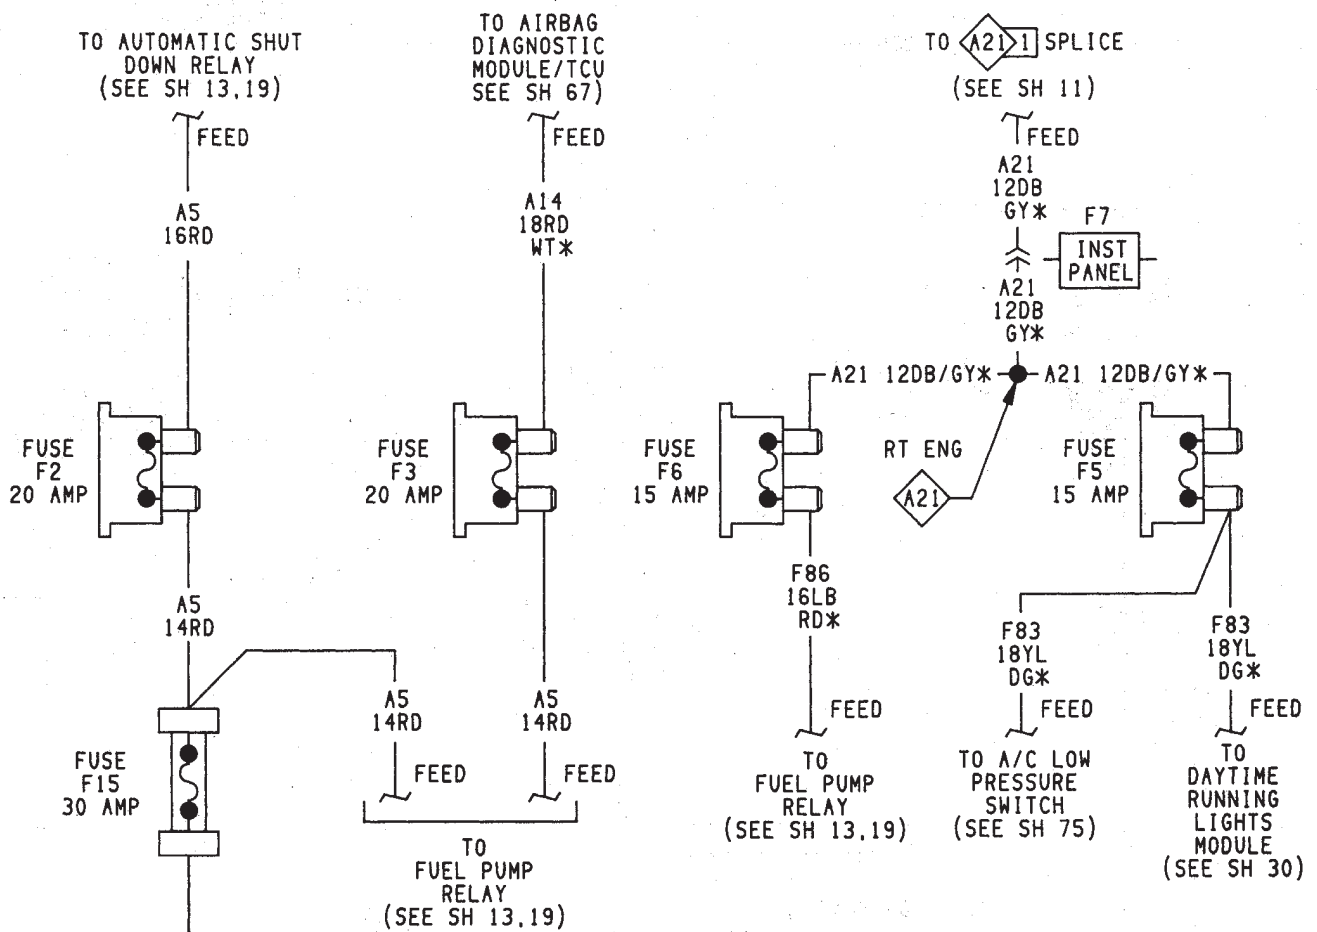 TO AUTOMATIC SHUT
DOWN RELAY
(SEE SH 13,19)
FEED
A5
16RD
FUSE
F2
20 AMP
A5
14RD
FUSE
F15
30 AMP
A5
14RD
FEED
TO AIRBAG
DIAGNOSTIC
MODULE/TCU
SEE SH 67)
FEED
A14
18RD
WT*
FUSE
F3
20 AMP
A5
14RD
FEED
TO
FUEL PUMP
RELAY
(SEE SH 13,19)
TO A21 1 SPLICE
(SEE SH 11)
FEED
A21
12DB
GY*
F7
INST
PANEL
A21
12DB
GY*
A21 12DB/GY*
A21 12DB/GY*
FUSE
F6
15 AMP
RT ENG
A21
FUSE
F5
15 AMP
F86
16LB
RD*
FEED
TO
FUEL PUMP
RELAY
(SEE SH 13,19)
F83
18YL
DG*
FEED
TO A/C LOW
PRESSURE
SWITCH
(SEE SH 75)
F83
18YL
DG*
FEED
TO
DAYTIME
RUNNING
LIGHTS
MODULE
(SEE SH 30)